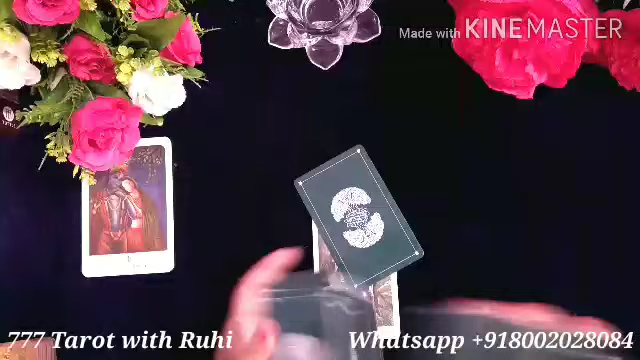 Made with KINEMASTER
777 Tarot with Ruhi
Whatsapp +918002028084